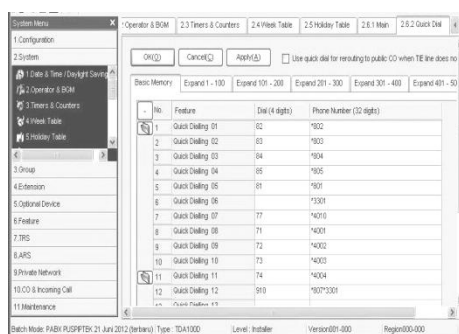 System Menu X
1.Configuration
2.System
1.Date & Time / Daylight Saving
2.Operator & BGM
3.Timers & Counters
4.Week Table
5.Holiday Table
3.Group
4.Extension
5.Optional Device
6.Feature
7.TRS
8.ARS
9.Private Network
10.CO & Incoming Call
11.Maintenance
Operator & BGM 2.3 Timers & Counters 2.4 Week Table 2.5 Holiday Table 2.6.1 Main 2.6.2 Quick Dial
OK(O) Cancel(C) Apply(A) Use quick dial for rerouting to public CO when TIE line does no
Basic Memory Expand 1 - 100 Expand 101 - 200 Expand 201 - 300 Expand 301 - 400 Expand 401 - 50
No. Feature Dial (4 digits) Phone Number (32 digits)
1 Quick Dialling 01 82 *802
2 Quick Dialling 02 83 *803
3 Quick Dialling 03 84 *804
4 Quick Dialling 04 85 *805
5 Quick Dialling 05 81 *801
6 Quick Dialling 06 *3301
7 Quick Dialling 07 77 *4010
8 Quick Dialling 08 71 *4001
9 Quick Dialling 09 72 *4002
10 Quick Dialling 10 73 *4003
11 Quick Dialling 11 74 *4004
12 Quick Dialling 12 910 *807*3301
Batch Mode: PABX PUSPIPTEK 21 Juni 2012 (terbaru) Type : TDA100D Level : Installer Version001-000 Region000-000